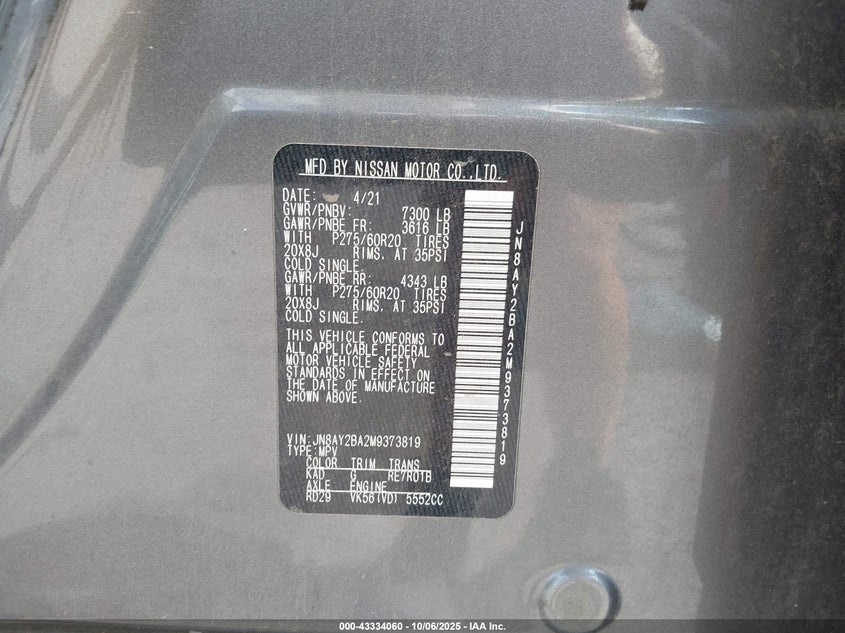 MFD BY NISSAN MOTOR CO.,LTD.
DATE: 4/21
GVWR/PNBV: 7300 LB
GAWR/PNBE FR: 3616 LB
WITH P275/60R20 TIRES
20X8J RIMS. AT 35PSI
COLD SINGLE.
GAWR/PNBE RR: 4343 LB
WITH P275/60R20 TIRES
20X8J RIMS. AT 35PSI
COLD SINGLE.
THIS VEHICLE CONFORMS TO
ALL APPLICABLE FEDERAL
MOTOR VEHICLE SAFETY
STANDARDS IN EFFECT ON
THE DATE OF MANUFACTURE
SHOWN ABOVE.
VIN:JN8AY2BA2M9373819
TYPE:MPV
COLOR TRIM TRANS
KAD G RE7R01B
AXLE ENGINE
RD29 VK56(VD) 5552CC
JN8AY2BA2M9373819
000-43334060 - 10/06/2025 - IAA Inc.